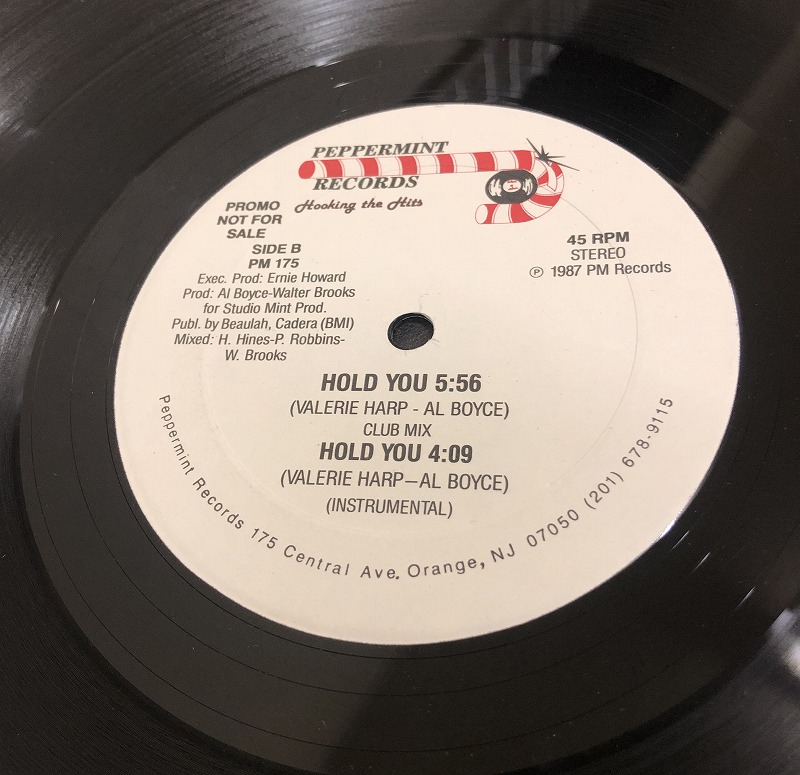 PEPPERMINT
RECORDS
Hooking the Hits
PROMO
NOT FOR
SALE
SIDE B
PM 175
Exec. Prod: Ernie Howard
Prod: Al Boyce-Walter Brooks
for Studio Mint Prod.
Publ. by Beaulah, Cadera (BMI)
Mixed: H. Hines-P. Robbins-
W. Brooks
45 RPM
STEREO
℗ 1987 PM Records
HOLD YOU 5:56
(VALERIE HARP - AL BOYCE)
CLUB MIX
HOLD YOU 4:09
(VALERIE HARP—AL BOYCE)
(INSTRUMENTAL)
Peppermint Records 175 Central Ave. Orange, NJ 07050 (201) 678-9115